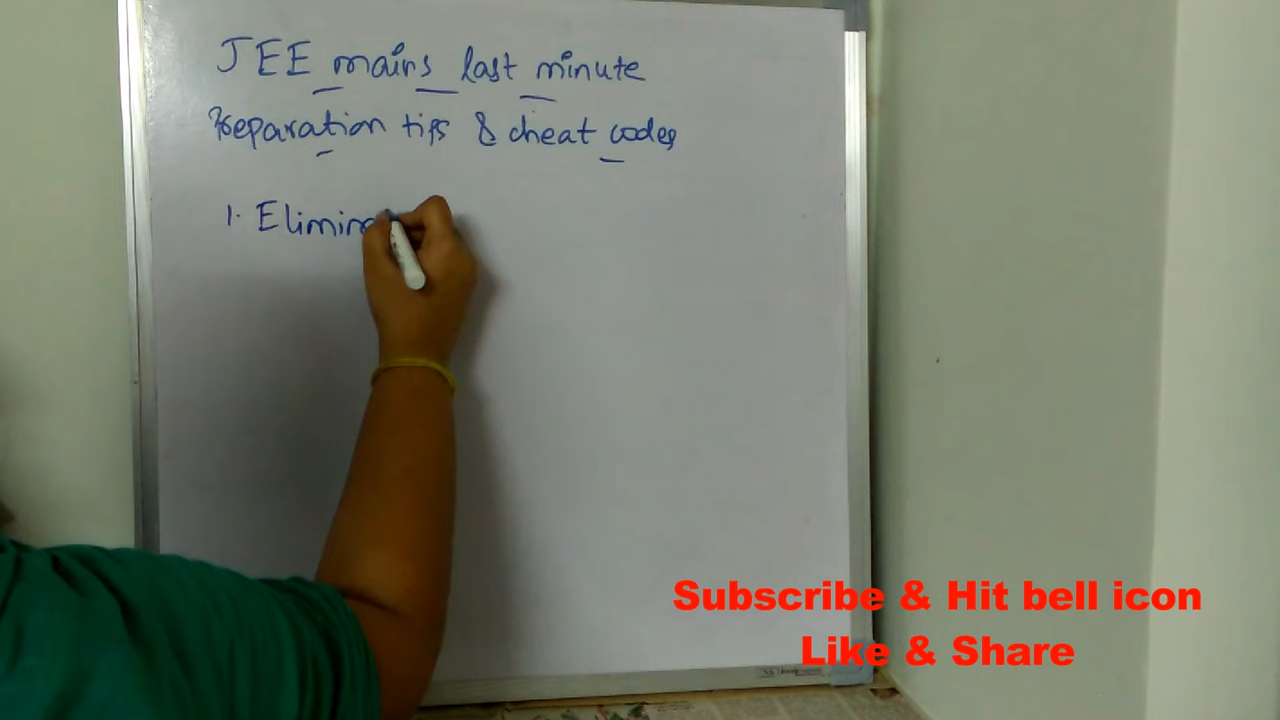 JEE mains last minute
Preparation tips & cheat codes
1. Elimin
Subscribe & Hit bell icon
Like & Share